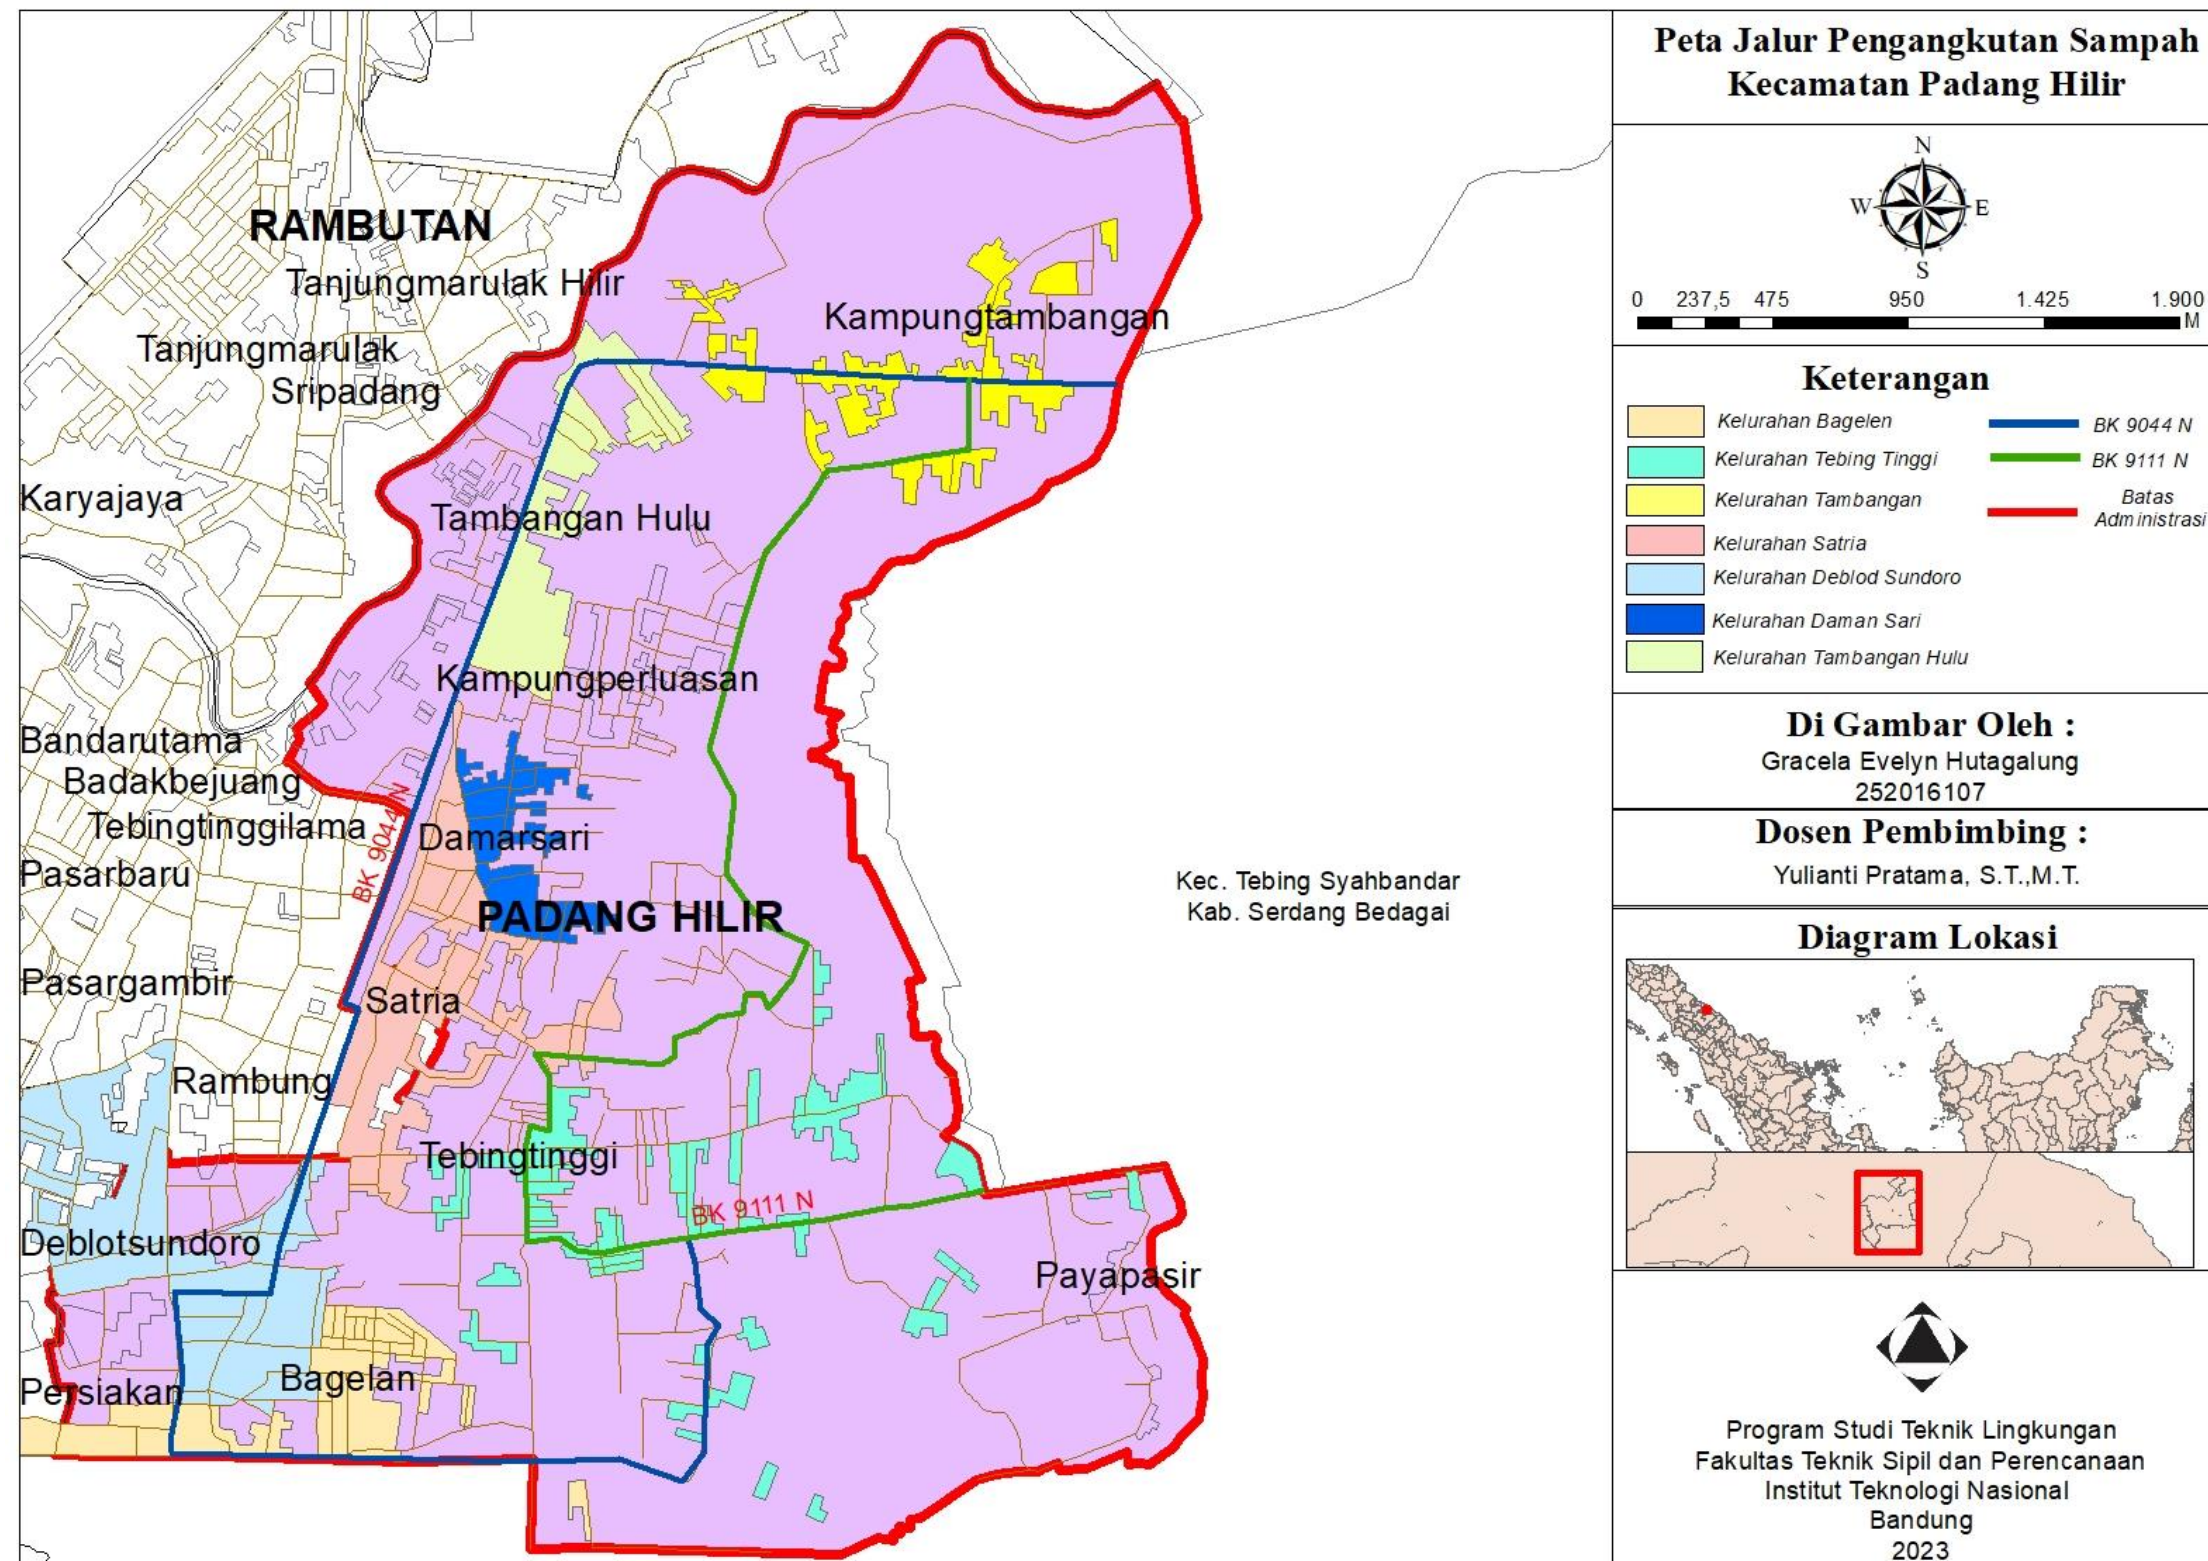 Peta Jalur Pengangkutan Sampah
Kecamatan Padang Hilir
N
W E
S
0 237,5 475 950 1.425 1.900
M
Keterangan
Kelurahan Bagelen
Kelurahan Tebing Tinggi
Kelurahan Tambangan
Kelurahan Satria
Kelurahan Deblod Sundoro
Kelurahan Daman Sari
Kelurahan Tambangan Hulu
BK 9044 N
BK 9111 N
Batas
Administrasi
Di Gambar Oleh :
Gracela Evelyn Hutagalung
252016107
Dosen Pembimbing :
Yulianti Pratama, S.T.,M.T.
Diagram Lokasi
Program Studi Teknik Lingkungan
Fakultas Teknik Sipil dan Perencanaan
Institut Teknologi Nasional
Bandung
2023
RAMBUTAN
Tanjungmarulak Hilir
Kampungtambangan
Tanjungmarulak
Sripadang
Karyajaya
Tambangan Hulu
Kampungperluasan
Bandarutama
Badakbejuang
Tebingtinggilama
BK 9044 N
Damarsari
Pasarbaru
PADANG HILIR
Kec. Tebing Syahbandar
Kab. Serdang Bedagai
Pasargambir
Satria
Rambung
Tebingtinggi
BK 9111 N
Deblotsundoro
Payapasir
Bagelan
Persiakan